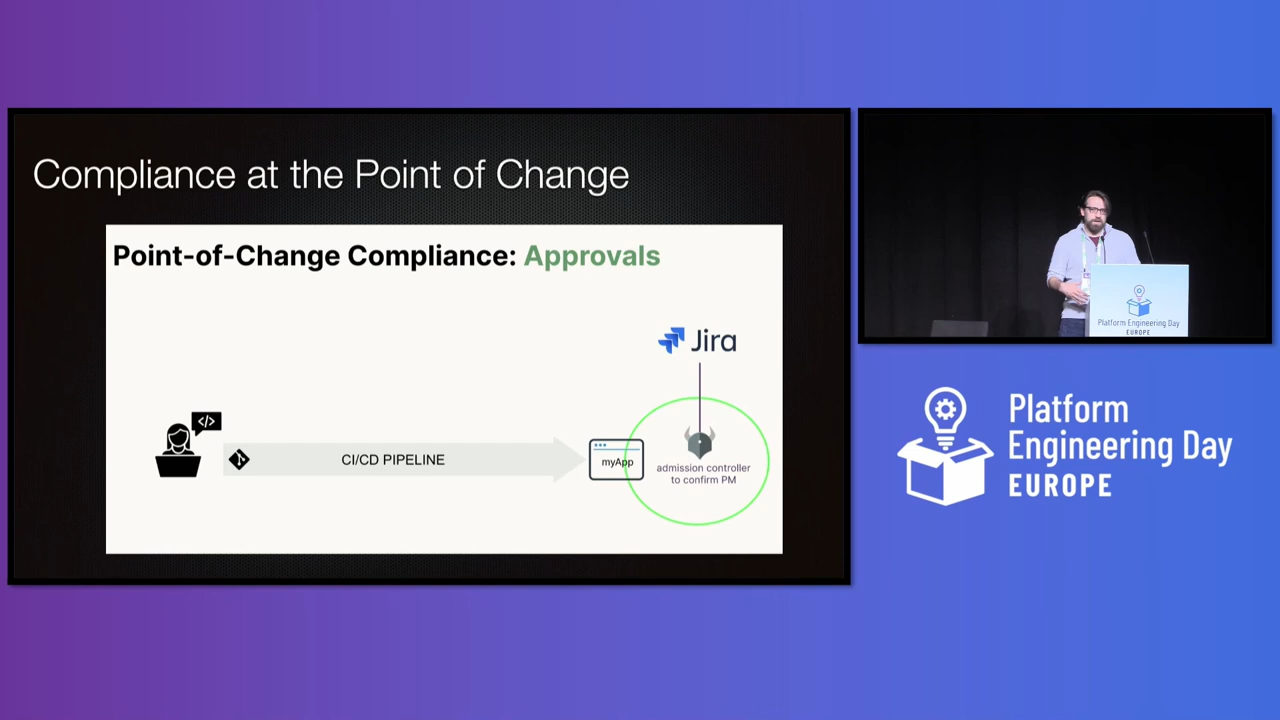 Compliance at the Point of Change
Point-of-Change Compliance: Approvals
Jira
</>
CI/CD PIPELINE
myApp
admission controller
to confirm PM
Platform Engineering Day
EUROPE
Platform
Engineering Day
EUROPE